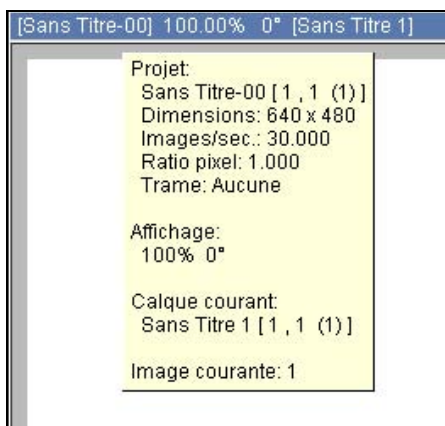 [Sans Titre-00] 100.00% 0° [Sans Titre 1]
Projet:
Sans Titre-00 [ 1 , 1 (1) ]
Dimensions: 640 x 480
Images/sec.: 30.000
Ratio pixel: 1.000
Trame: Aucune
Affichage:
100% 0°
Calque courant:
Sans Titre 1 [ 1 , 1 (1) ]
Image courante: 1